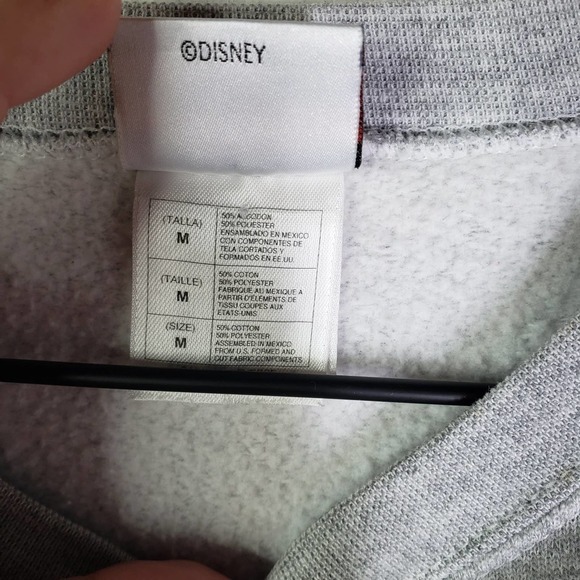 ©DISNEY
(TALLA)
M
50% ALGODON
50% POLYESTER
ENSAMBLADO EN MEXICO
CON COMPONENTES DE
TELA CORTADOS Y
FORMADOS EN EE.UU.
(TAILLE)
M
50% COTON
50% POLYESTER
FABRIQUE AU MEXIQUE A
PARTIR D'ELEMENTS DE
TISSU COUPES AUX
ETATS-UNIS
(SIZE)
M
50% COTTON
50% POLYESTER
ASSEMBLED IN MEXICO
FROM U.S. FORMED AND
CUT FABRIC COMPONENTS